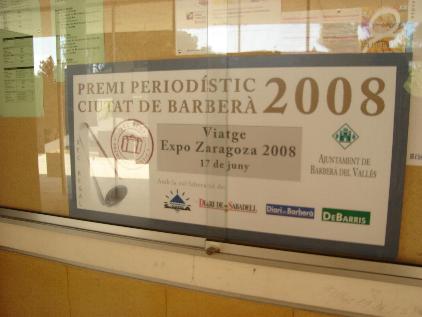 PREMI PERIODÍSTIC
CIUTAT DE BARBERÀ 2008
Viatge
Expo Zaragoza 2008
17 de juny
AJUNTAMENT DE
BARBERÀ DEL VALLÈS
Amb la col·laboració de:
DIARI DE SABADELL
Diari de Barberà
DEBARRIS